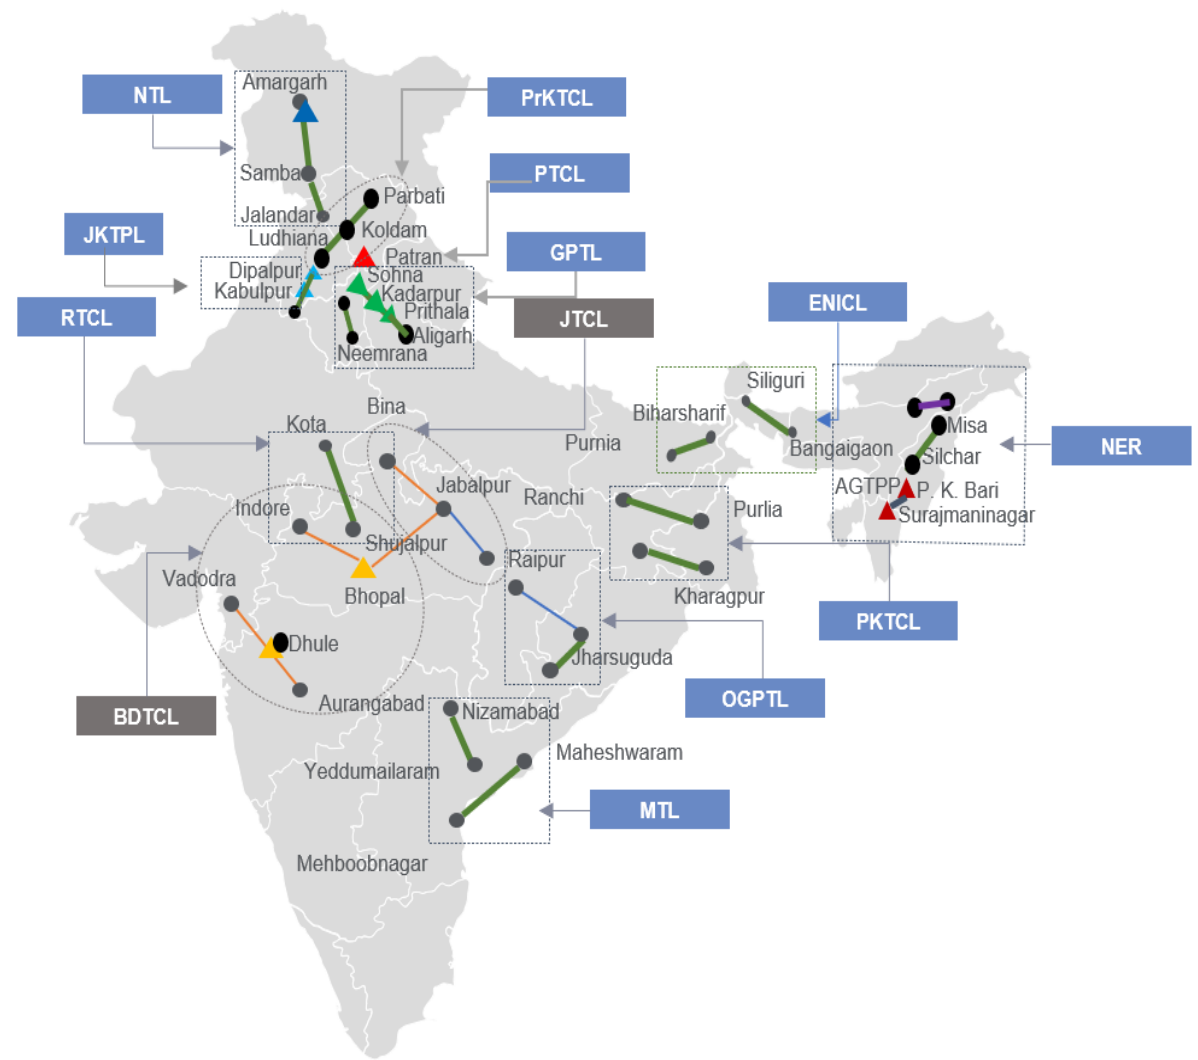 Amargarh
NTL
PrKTCL
Samba
PTCL
Parbati
Jalandar
JKTPL
Koldam
Ludhiana
GPTL
Patran
Dipalpur
Sohna
Kabulpur
Kadarpur
ENICL
Prithala
RTCL
JTCL
Aligarh
Neemrana
Siliguri
Bina
Biharsharif
Kota
Misa
Purnia
Bangaigaon
NER
Silchar
Jabalpur
AGTPP
P. K. Bari
Ranchi
Indore
Purlia
Surajmaninagar
Shujalpur
Raipur
Vadodra
Bhopal
Kharagpur
PKTCL
Dhule
Jharsuguda
OGPTL
Aurangabad
Nizamabad
BDTCL
Maheshwaram
Yeddumailaram
MTL
Mehboobnagar